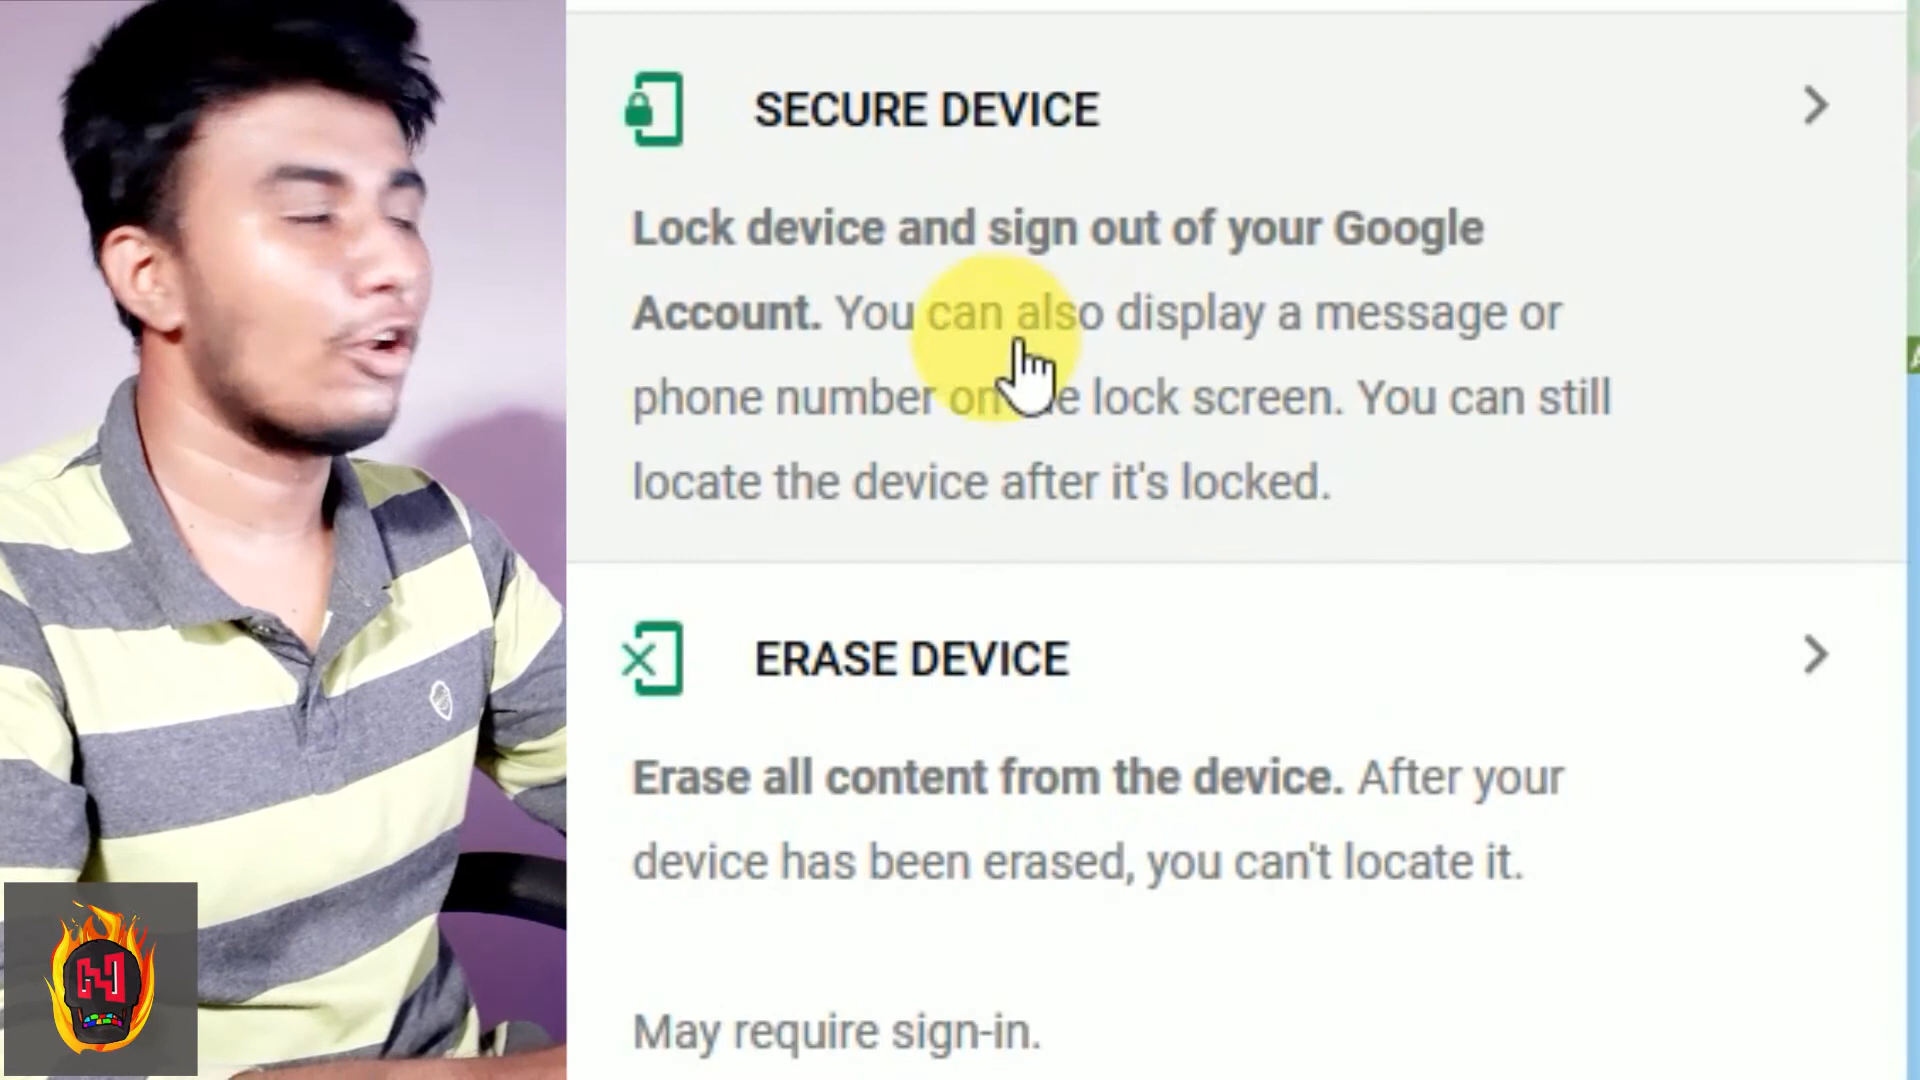 SECURE DEVICE
Lock device and sign out of your Google
Account. You can also display a message or
phone number on lock screen. You can still
locate the device after it's locked.
ERASE DEVICE
Erase all content from the device. After your
device has been erased, you can't locate it.
May require sign-in.